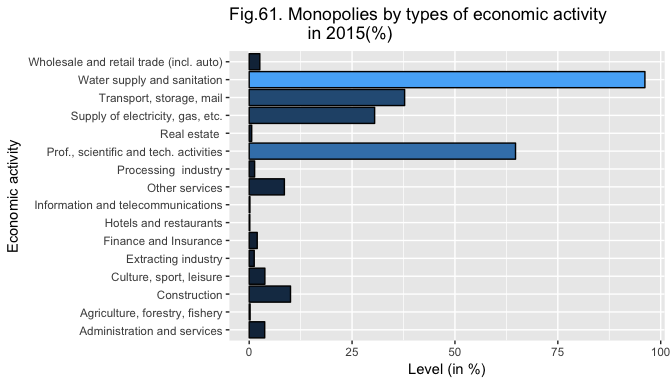 Fig.61. Monopolies by types of economic activity
in 2015(%)
Economic activity
Wholesale and retail trade (incl. auto)
Water supply and sanitation
Transport, storage, mail
Supply of electricity, gas, etc.
Real estate
Prof., scientific and tech. activities
Processing  industry
Other services
Information and telecommunications
Hotels and restaurants
Finance and Insurance
Extracting industry
Culture, sport, leisure
Construction
Agriculture, forestry, fishery
Administration and services
0 25 50 75 100
Level (in %)